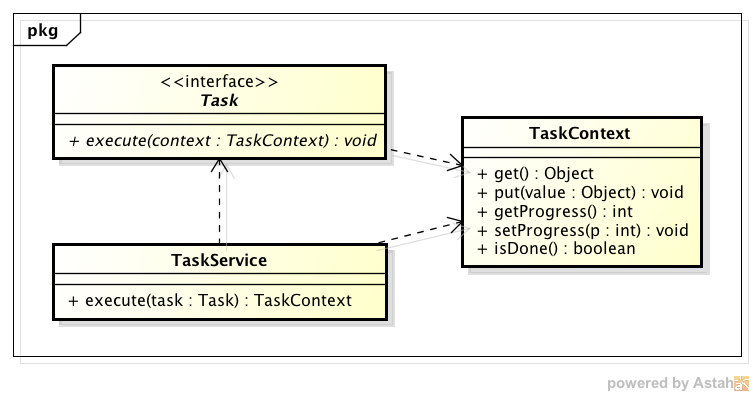 pkg
<<interface>>
Task
+ execute(context : TaskContext) : void
TaskContext
+ get() : Object
+ put(value : Object) : void
+ getProgress() : int
+ setProgress(p : int) : void
+ isDone() : boolean
TaskService
+ execute(task : Task) : TaskContext
powered by Astah